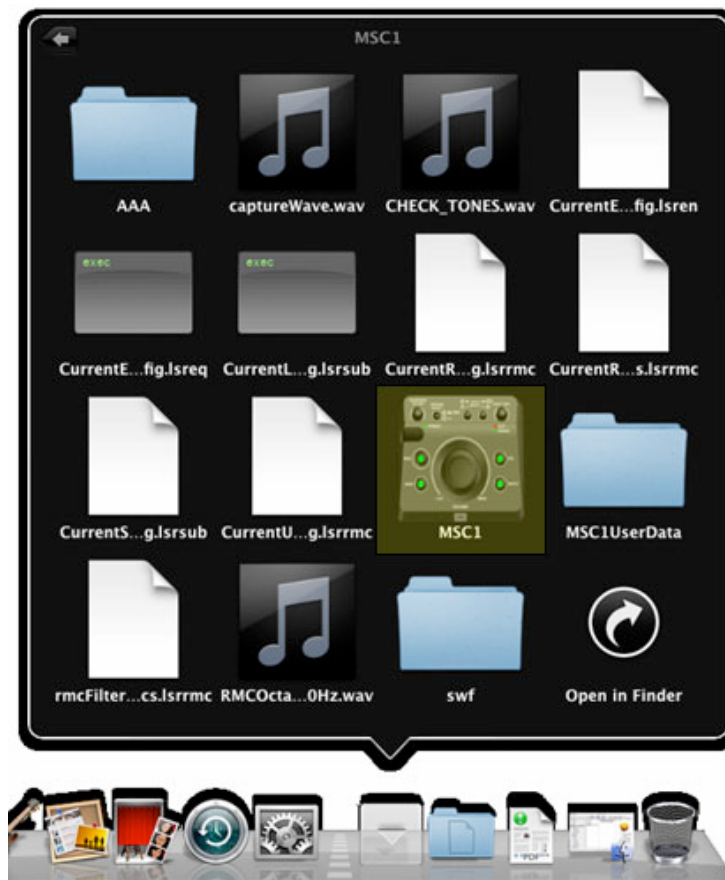 MSC1
AAA captureWave.wav CHECK_TONES.wav CurrentE...fig.lsren
exec exec
CurrentE...fig.lsreq CurrentL...g.lsrsub CurrentR...g.lsrrmc CurrentR...s.lsrrmc
CurrentS...g.lsrsub CurrentU...g.lsrrmc MSC1 MSC1UserData
rmcFilter...cs.lsrrmc RMCOcta...0Hz.wav swf Open in Finder
PDF